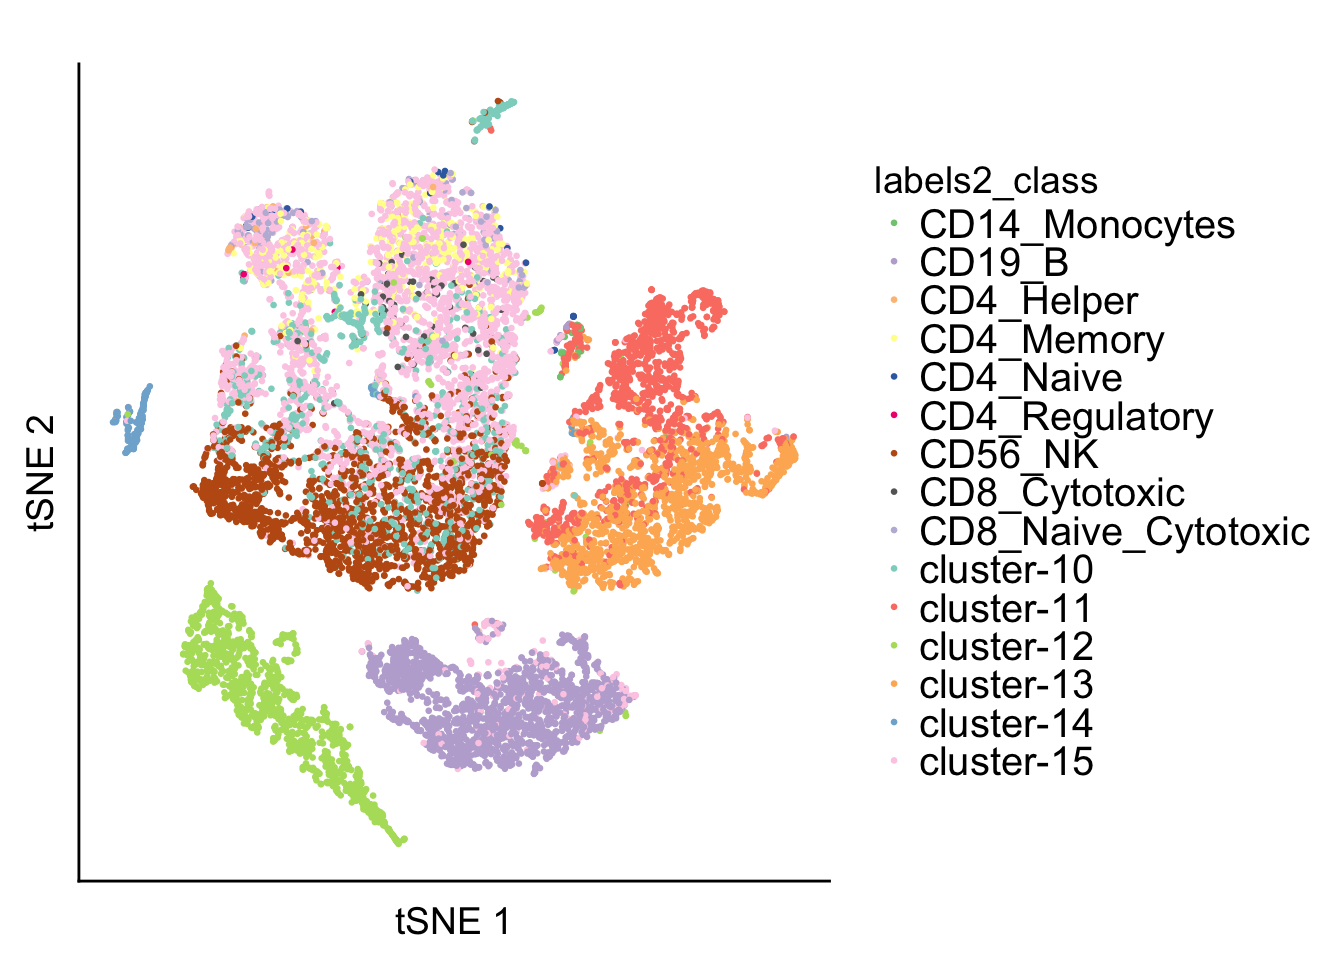 labels2_class
CD14_Monocytes
CD19_B
CD4_Helper
CD4_Memory
CD4_Naive
CD4_Regulatory
CD56_NK
CD8_Cytotoxic
CD8_Naive_Cytotoxic
cluster-10
cluster-11
cluster-12
cluster-13
cluster-14
cluster-15
tSNE 2
tSNE 1